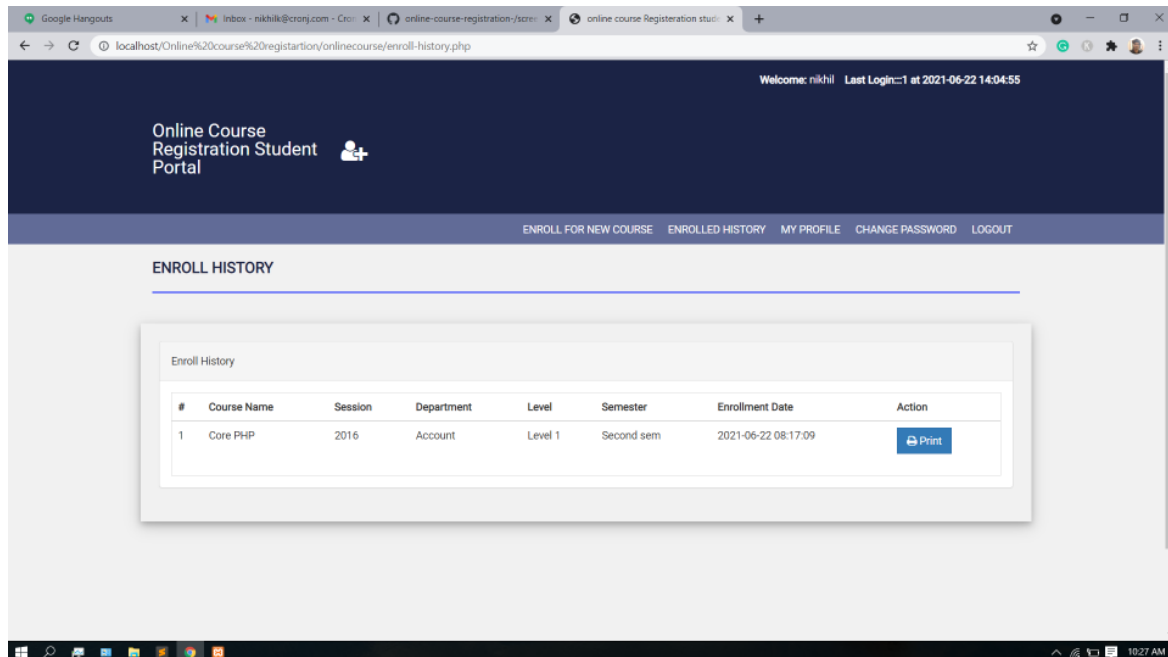 Google Hangouts
Inbox - nikhilk@cronj.com - Cron
online-course-registration-/scree
online course Registeration stude
localhost/Online%20course%20registartion/onlinecourse/enroll-history.php
Welcome: nikhil Last Login:::1 at 2021-06-22 14:04:55
Online Course
Registration Student
Portal
ENROLL FOR NEW COURSE ENROLLED HISTORY MY PROFILE CHANGE PASSWORD LOGOUT
ENROLL HISTORY
Enroll History
# Course Name Session Department Level Semester Enrollment Date Action
1 Core PHP 2016 Account Level 1 Second sem 2021-06-22 08:17:09 Print
10:27 AM